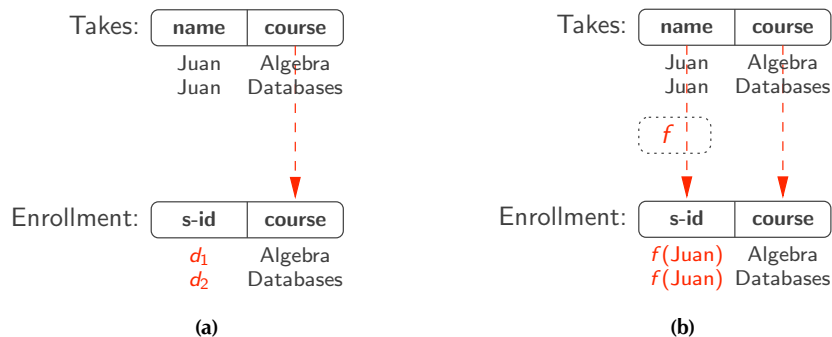 Takes: name course
Juan Algebra
Juan Databases
Enrollment: s-id course
d₁ Algebra
d₂ Databases
(a)
Takes: name course
Juan Algebra
Juan Databases
f
Enrollment: s-id course
f(Juan) Algebra
f(Juan) Databases
(b)